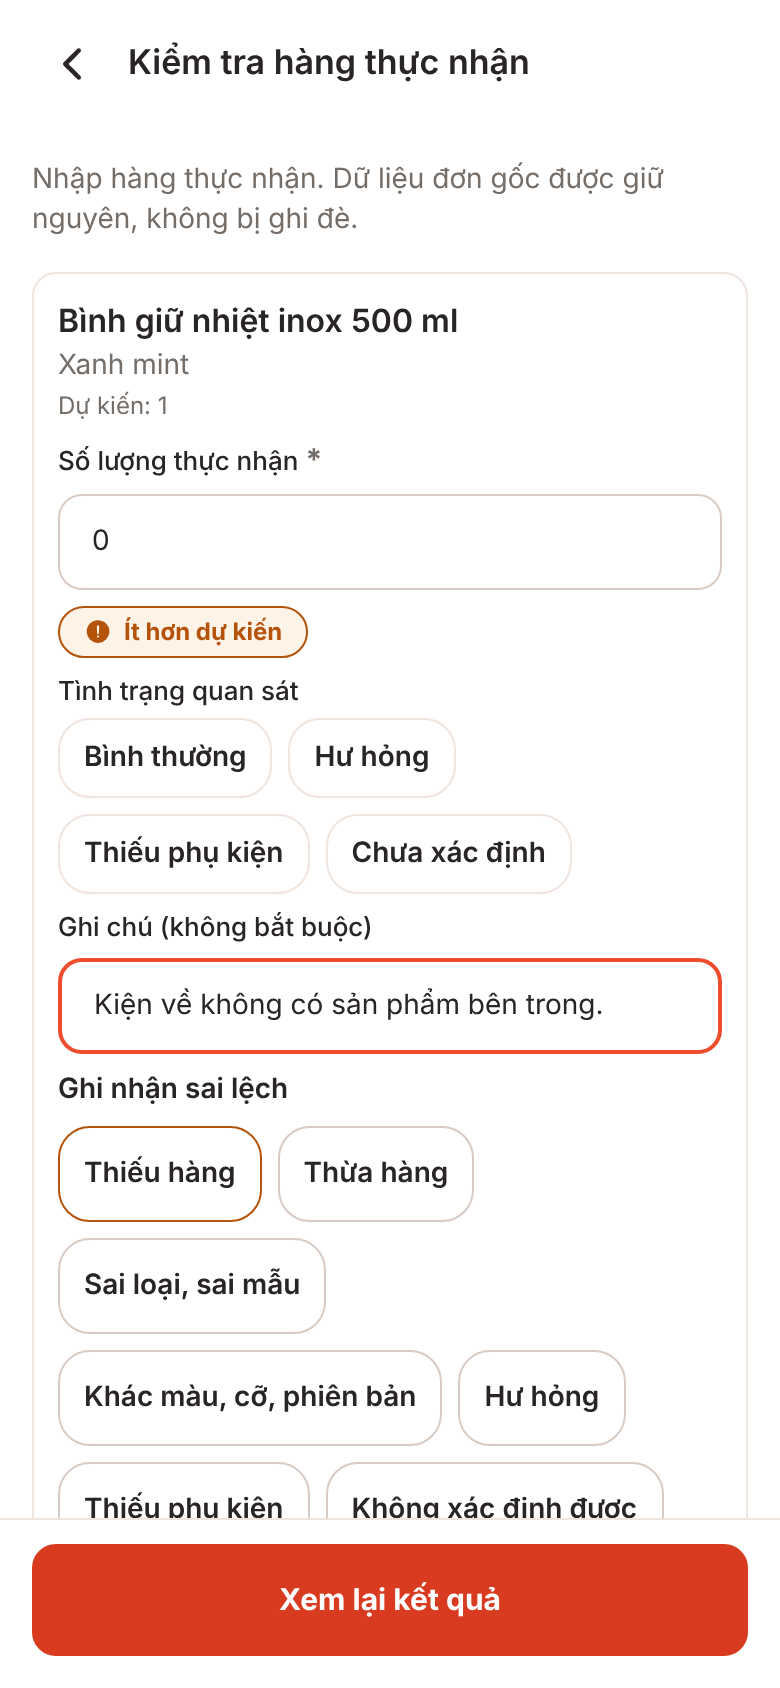 Kiểm tra hàng thực nhận
Nhập hàng thực nhận. Dữ liệu đơn gốc được giữ
nguyên, không bị ghi đè.
Bình giữ nhiệt inox 500 ml
Xanh mint
Dự kiến: 1
Số lượng thực nhận *
0
Ít hơn dự kiến
Tình trạng quan sát
Bình thường
Hư hỏng
Thiếu phụ kiện
Chưa xác định
Ghi chú (không bắt buộc)
Kiện về không có sản phẩm bên trong.
Ghi nhận sai lệch
Thiếu hàng
Thừa hàng
Sai loại, sai mẫu
Khác màu, cỡ, phiên bản
Hư hỏng
Thiếu phụ kiện
Không xác định được
Xem lại kết quả